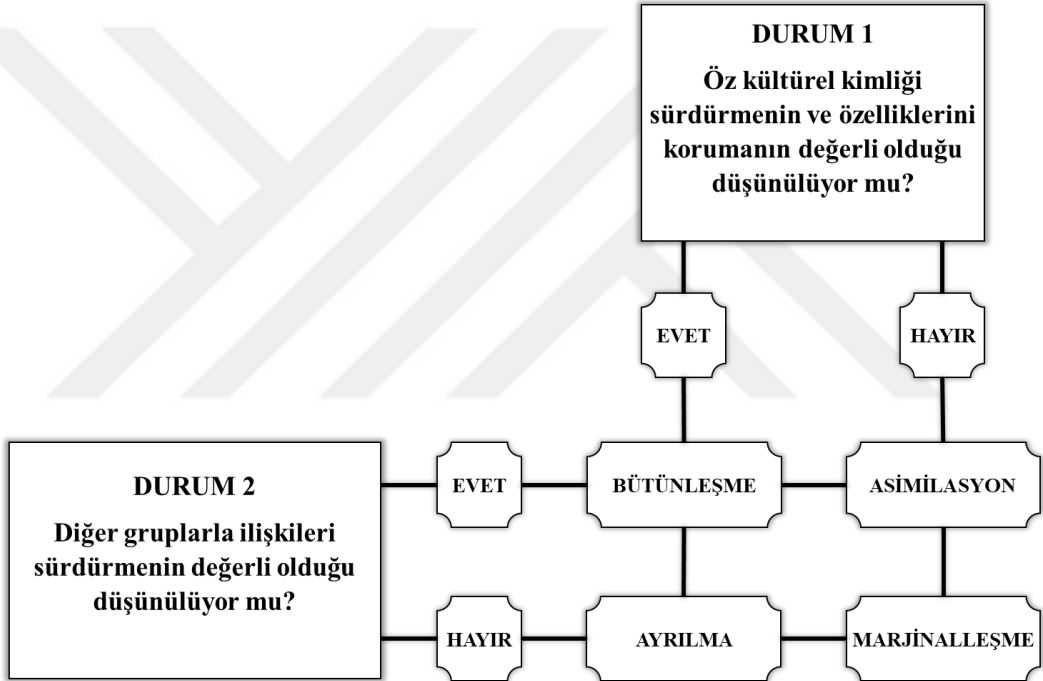 DURUM 1
Öz kültürel kimliği
sürdürmenin ve özelliklerini
korumanın değerli olduğu
düşünülüyor mu?
EVET
HAYIR
DURUM 2
Diğer gruplarla ilişkileri
sürdürmenin değerli olduğu
düşünülüyor mu?
EVET
BÜTÜNLEŞME
ASİMİLASYON
HAYIR
AYRILMA
MARJİNALLEŞME